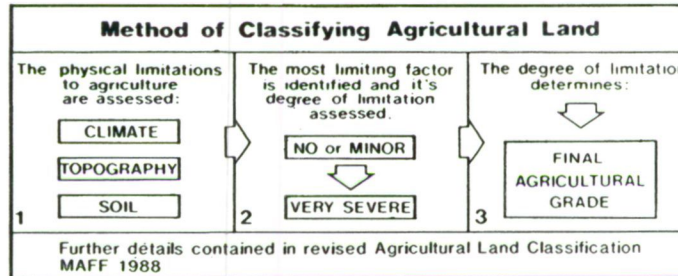 Method of Classifying Agricultural Land
The physical limitations
to agriculture
are assessed:
CLIMATE
TOPOGRAPHY
SOIL
1
The most limiting factor
is identified and it's
degree of limitation
assessed.
NO or MINOR
VERY SEVERE
2
The degree of limitation
determines:
FINAL
AGRICULTURAL
GRADE
3
Further details contained in revised Agricultural Land Classification
MAFF 1988